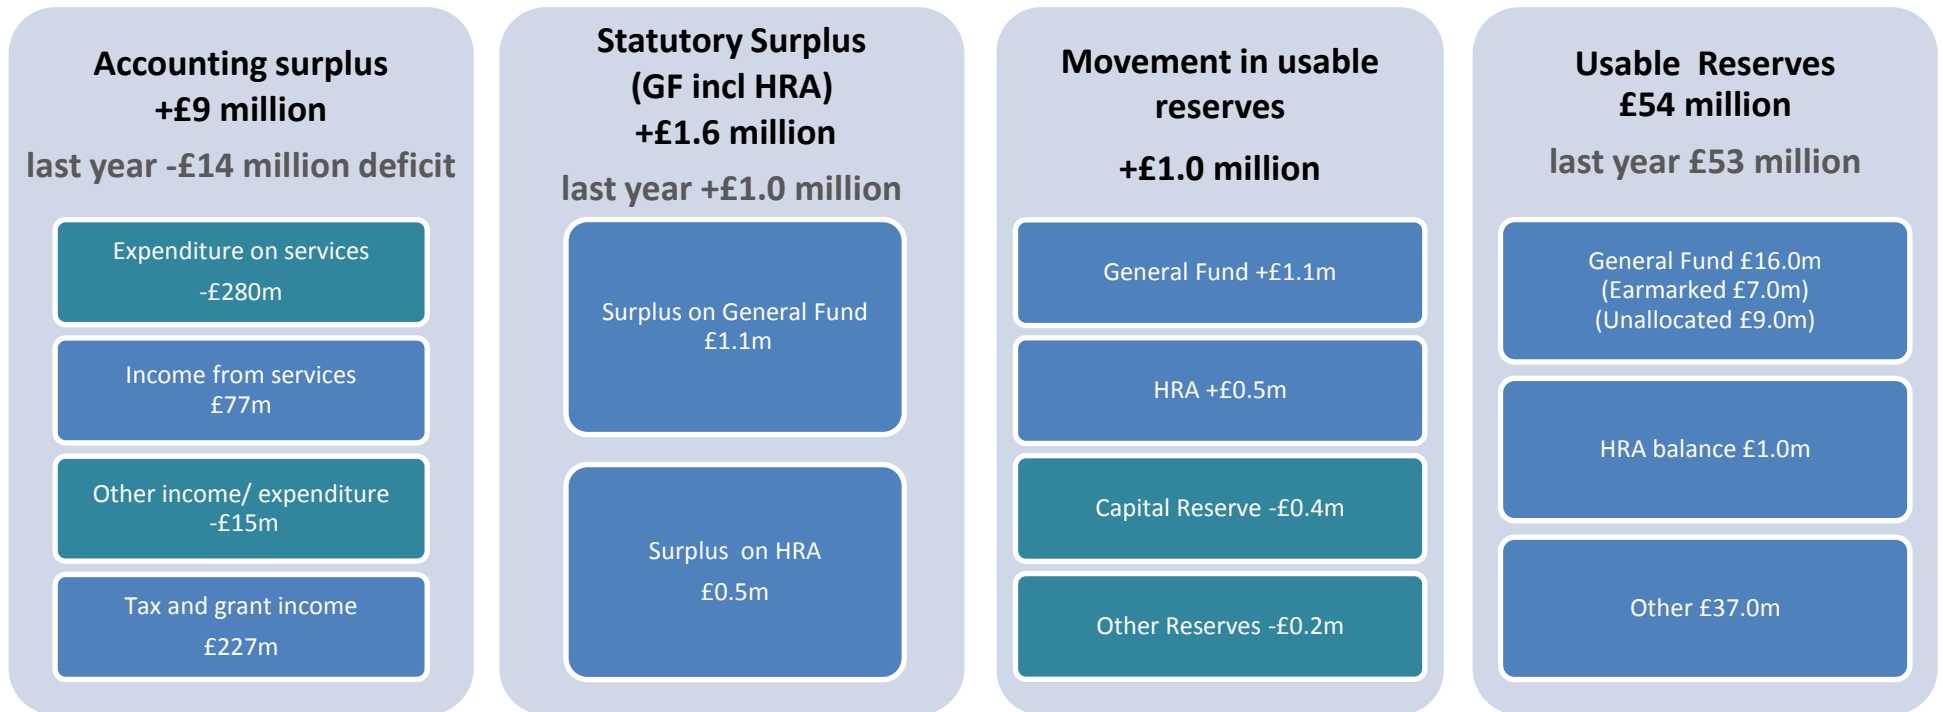 Accounting surplus
+£9 million
last year -£14 million deficit
Expenditure on services
-£280m
Income from services
£77m
Other income/ expenditure
-£15m
Tax and grant income
£227m
Statutory Surplus
(GF incl HRA)
+£1.6 million
last year +£1.0 million
Surplus on General Fund
£1.1m
Surplus on HRA
£0.5m
Movement in usable
reserves
+£1.0 million
General Fund +£1.1m
HRA +£0.5m
Capital Reserve -£0.4m
Other Reserves -£0.2m
Usable Reserves
£54 million
last year £53 million
General Fund £16.0m
(Earmarked £7.0m)
(Unallocated £9.0m)
HRA balance £1.0m
Other £37.0m